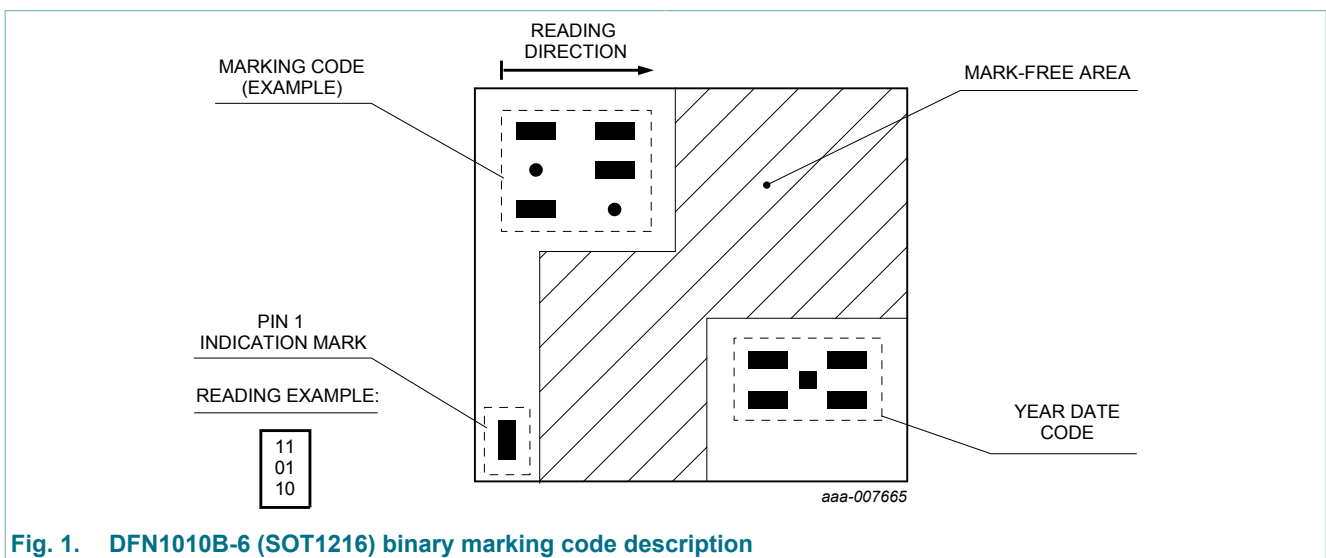 READING
DIRECTION
MARKING CODE
(EXAMPLE)
MARK-FREE AREA
PIN 1
INDICATION MARK
READING EXAMPLE:
11
01
10
YEAR DATE
CODE
aaa-007665
Fig. 1. DFN1010B-6 (SOT1216) binary marking code description